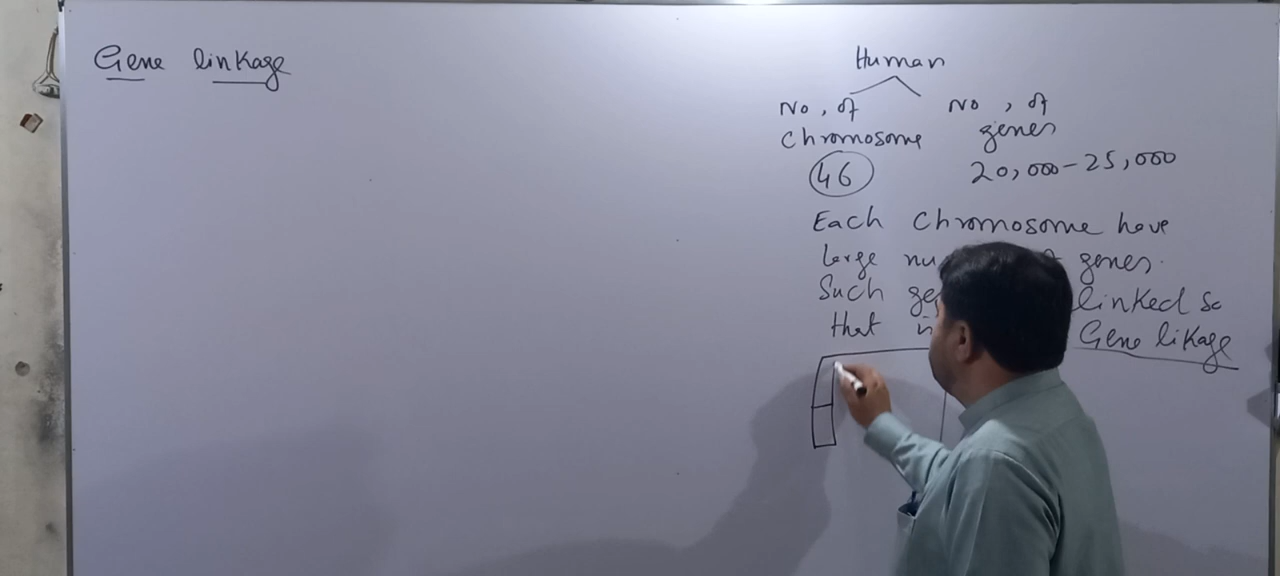 Gene linkage
Human
No, of chromosome
No, of genes
46
20,000-25,000
Each Chromosome have
large genes.
Such linked so
that Gene likage